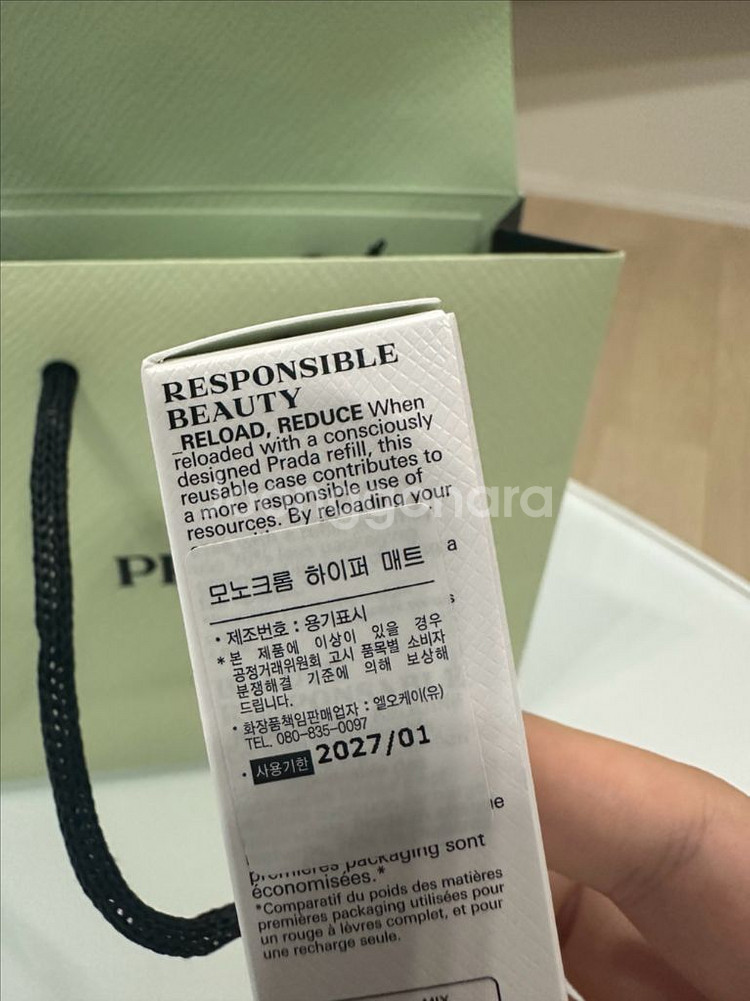 RESPONSIBLE
BEAUTY
_RELOAD, REDUCE When
reloaded with a consciously
designed Prada refill, this
reusable case contributes to
a more responsible use of
resources. By reloading your
a
모노크롬 하이퍼 매트
• 제조번호 : 용기표시
* 본 제품에 이상이 있을 경우
공정거래위원회 고시 품목별 소비자
분쟁해결 기준에 의해 보상해
드립니다.
• 화장품책임판매업자 : 엘오케이(유)
TEL. 080-835-0097
• 사용기한 2027/01
premières packaging sont
économisées.*
*Comparatif du poids des matières
premières packaging utilisées pour
un rouge à lèvres complet, et pour
une recharge seule.